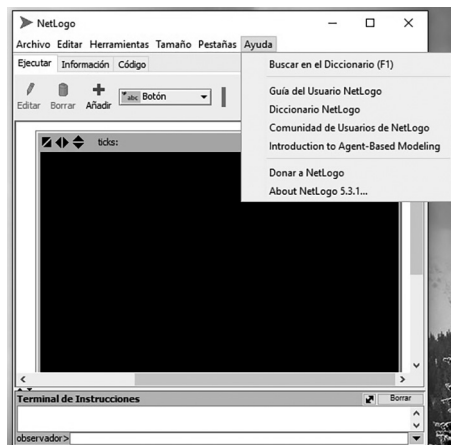 NetLogo
Archivo Editar Herramientas Tamaño Pestañas Ayuda
Ejecutar Información Código
Editar Borrar Añadir abc Botón
ticks:
Buscar en el Diccionario (F1)
Guía del Usuario NetLogo
Diccionario NetLogo
Comunidad de Usuarios de NetLogo
Introduction to Agent-Based Modeling
Donar a NetLogo
About NetLogo 5.3.1...
Terminal de Instrucciones Borrar
observador>